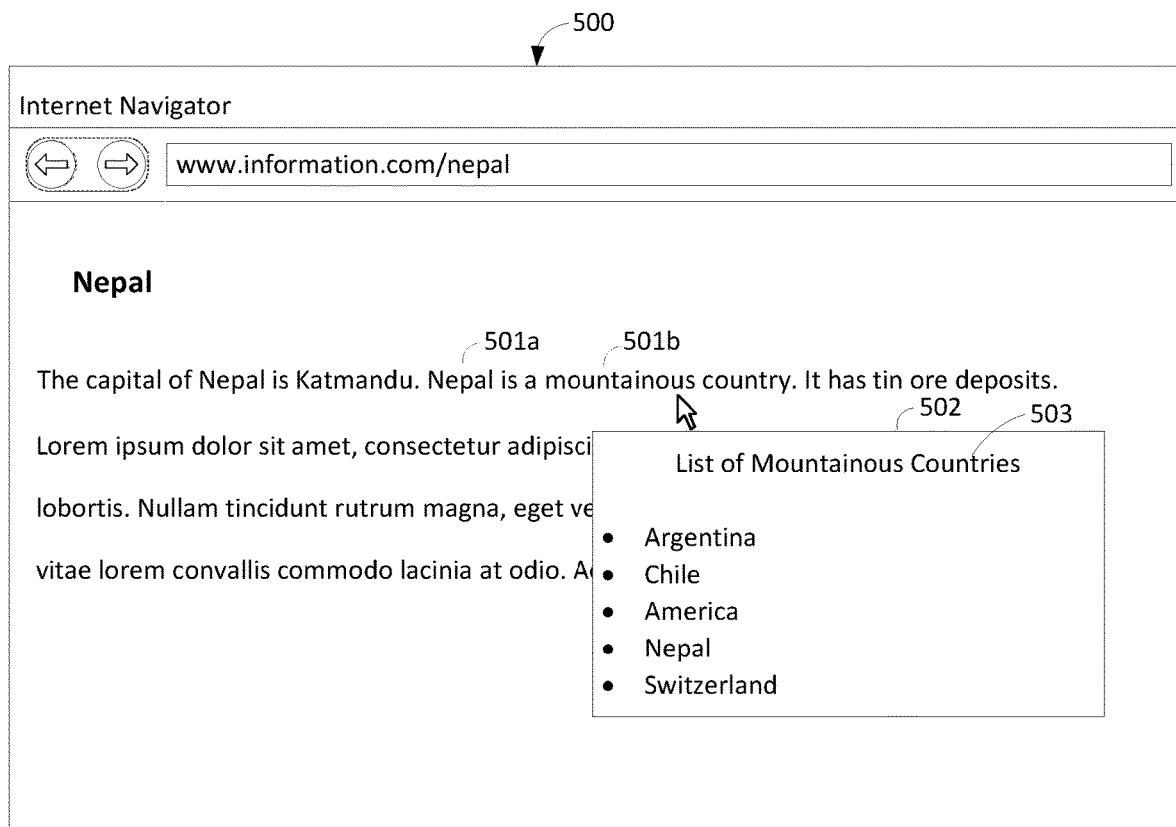 500
Internet Navigator
www.information.com/nepal
Nepal
501a 501b
The capital of Nepal is Katmandu. Nepal is a mountainous country. It has tin ore deposits.
502 503
Lorem ipsum dolor sit amet, consectetur adipisci
List of Mountainous Countries
lobortis. Nullam tincidunt rutrum magna, eget ve
• Argentina
vitae lorem convallis commodo lacinia at odio. Ae
• Chile
• America
• Nepal
• Switzerland